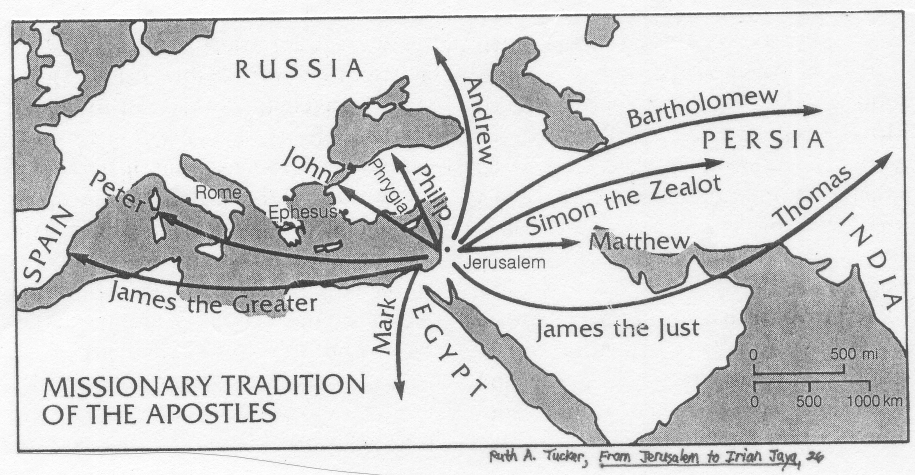 RUSSIA
Andrew
Bartholomew
PERSIA
John
Phrygia
Philip
Simon the Zealot
Thomas
Peter
Rome
Ephesus
SPAIN
Matthew
Jerusalem
INDIA
James the Greater
Mark
EGYPT
James the Just
0 500 mi
0 500 1000 km
MISSIONARY TRADITION
OF THE APOSTLES
Ruth A. Tucker, From Jerusalem to Irian Jaya, 26